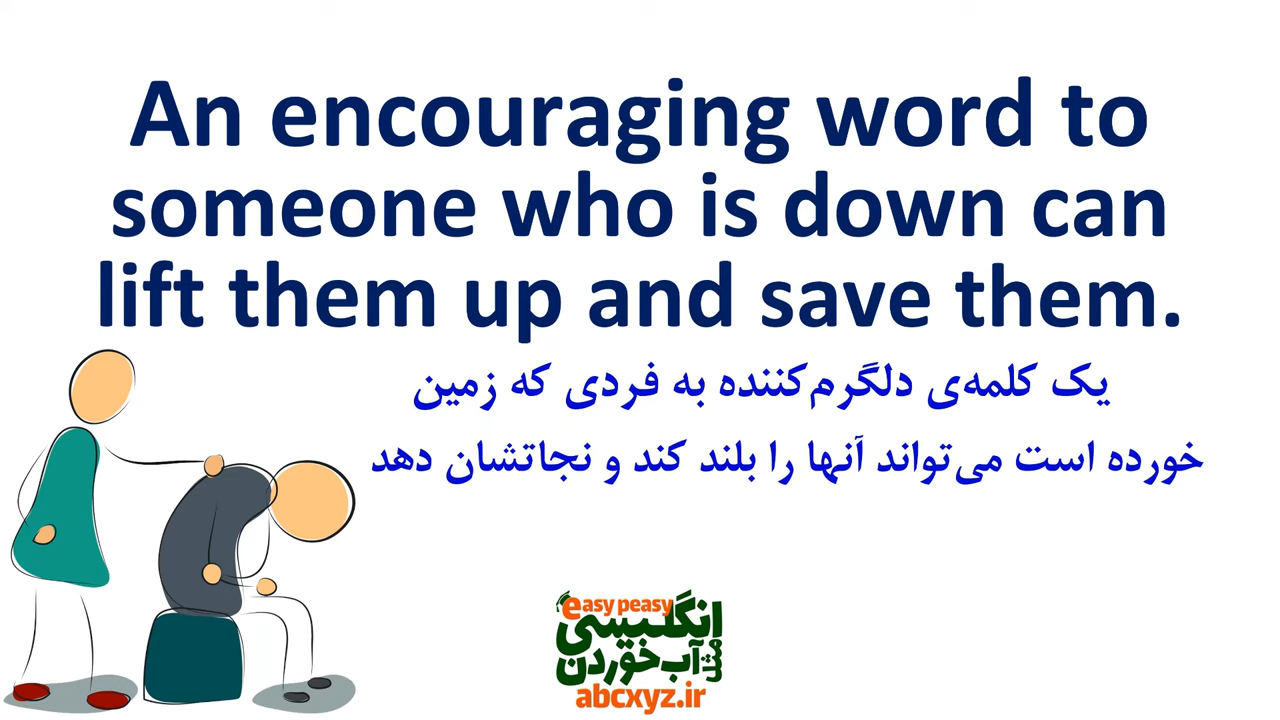 An encouraging word to
someone who is down can
lift them up and save them.
یک کلمه‌ی دلگرم‌کننده به فردی که زمین
خورده است می‌تواند آنها را بلند کند و نجاتشان دهد
easy peasy
انگلیسی
مثل آب خوردن
abcxyz.ir